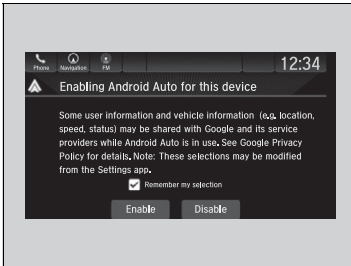 Phone Navigation FM 12:34
Enabling Android Auto for this device
Some user information and vehicle information (e.g. location,
speed, status) may be shared with Google and its service
providers while Android Auto is in use. See Google Privacy
Policy for details. Note: These selections may be modified
from the Settings app.
Remember my selection
Enable Disable